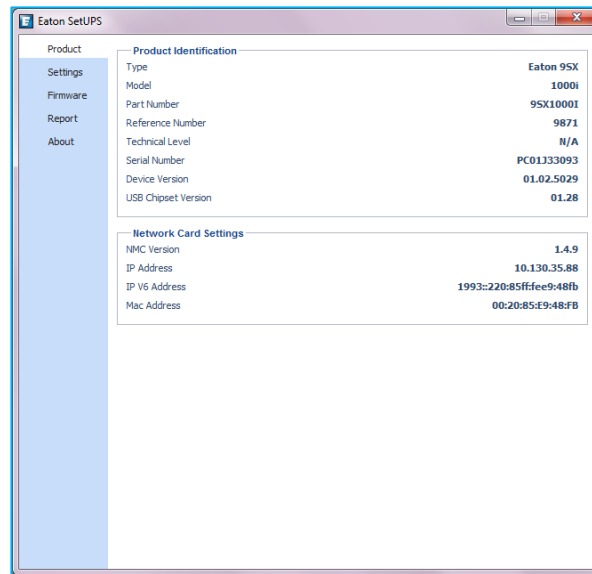 Eaton SetUPS
Product
Settings
Firmware
Report
About
Product Identification
Type Eaton 9SX
Model 1000i
Part Number 9SX1000I
Reference Number 9871
Technical Level N/A
Serial Number PC01J33093
Device Version 01.02.5029
USB Chipset Version 01.28
Network Card Settings
NMC Version 1.4.9
IP Address 10.130.35.88
IP V6 Address 1993::220:85ff:fee9:48fb
Mac Address 00:20:85:E9:48:FB